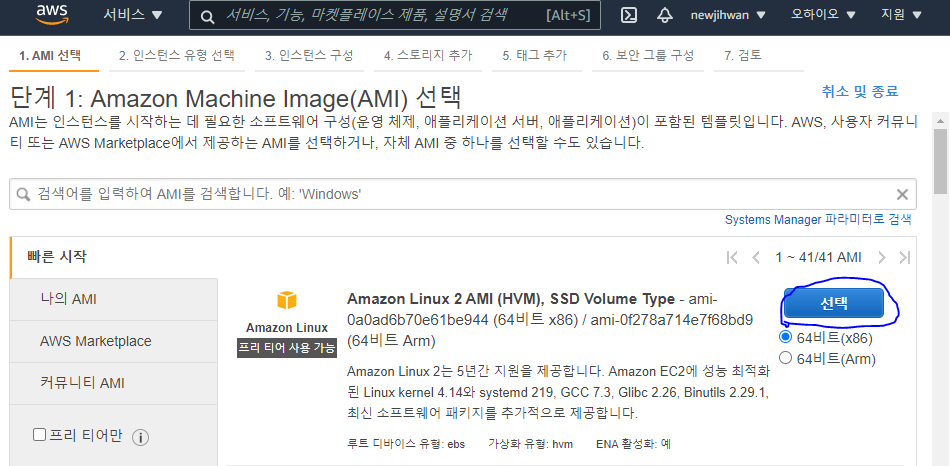 aws 서비스 서비스, 기능, 마켓플레이스 제품, 설명서 검색 [Alt+S] newjihwan 오하이오 지원
1. AMI 선택 2. 인스턴스 유형 선택 3. 인스턴스 구성 4. 스토리지 추가 5. 태그 추가 6. 보안 그룹 구성 7. 검토
단계 1: Amazon Machine Image(AMI) 선택
취소 및 종료
AMI는 인스턴스를 시작하는 데 필요한 소프트웨어 구성(운영 체제, 애플리케이션 서버, 애플리케이션)이 포함된 템플릿입니다. AWS, 사용자 커뮤니
티 또는 AWS Marketplace에서 제공하는 AMI를 선택하거나, 자체 AMI 중 하나를 선택할 수도 있습니다.
검색어를 입력하여 AMI를 검색합니다. 예: 'Windows'
Systems Manager 파라미터로 검색
빠른 시작
1 ~ 41/41 AMI
나의 AMI
AWS Marketplace
커뮤니티 AMI
프리 티어만
Amazon Linux
프리 티어 사용 가능
Amazon Linux 2 AMI (HVM), SSD Volume Type - ami-
0a0ad6b70e61be944 (64비트 x86) / ami-0f278a714e7f68bd9
(64비트 Arm)
Amazon Linux 2는 5년간 지원을 제공합니다. Amazon EC2에 성능 최적화
된 Linux kernel 4.14와 systemd 219, GCC 7.3, Glibc 2.26, Binutils 2.29.1,
최신 소프트웨어 패키지를 추가적으로 제공합니다.
루트 디바이스 유형: ebs 가상화 유형: hvm ENA 활성화: 예
선택
64비트(x86)
64비트(Arm)